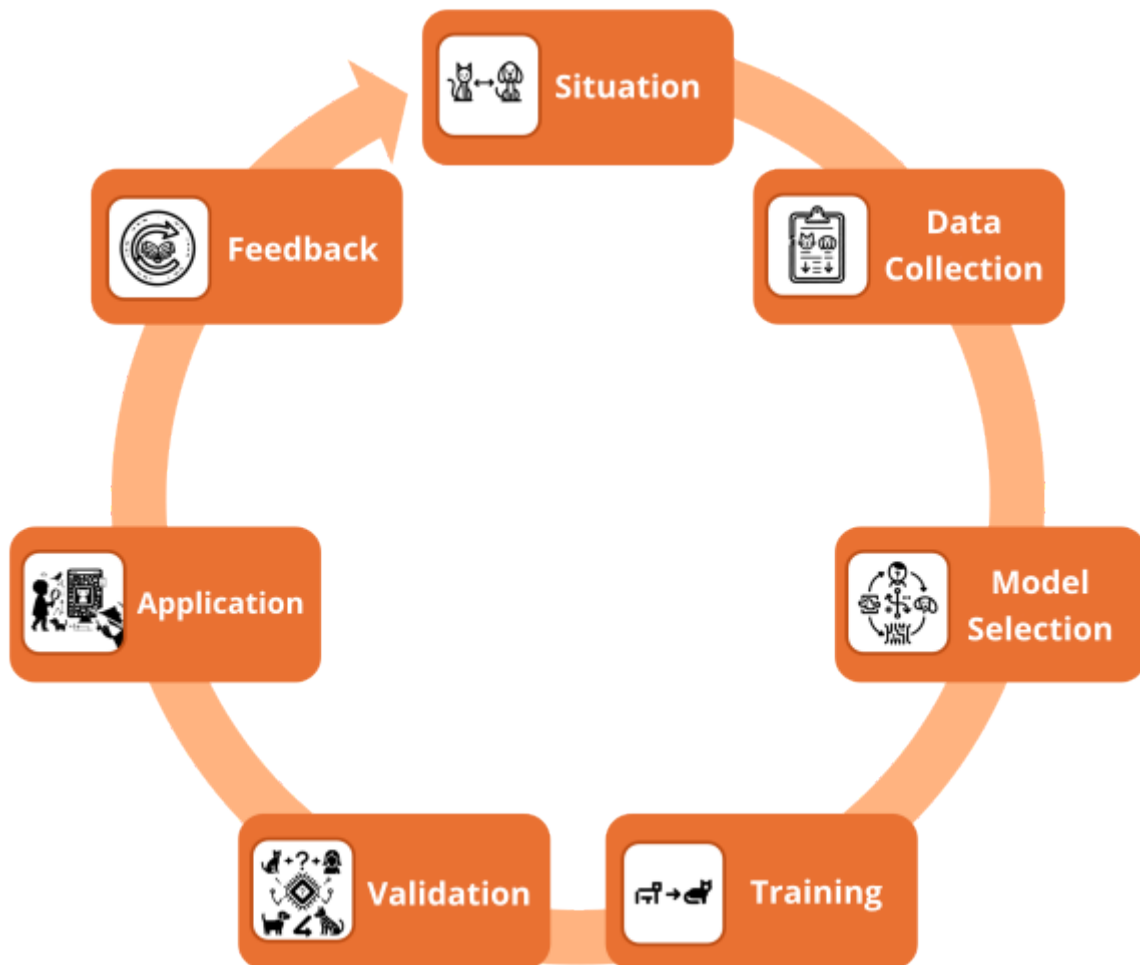 Situation
Data
Collection
Model
Selection
Training
Validation
Application
Feedback